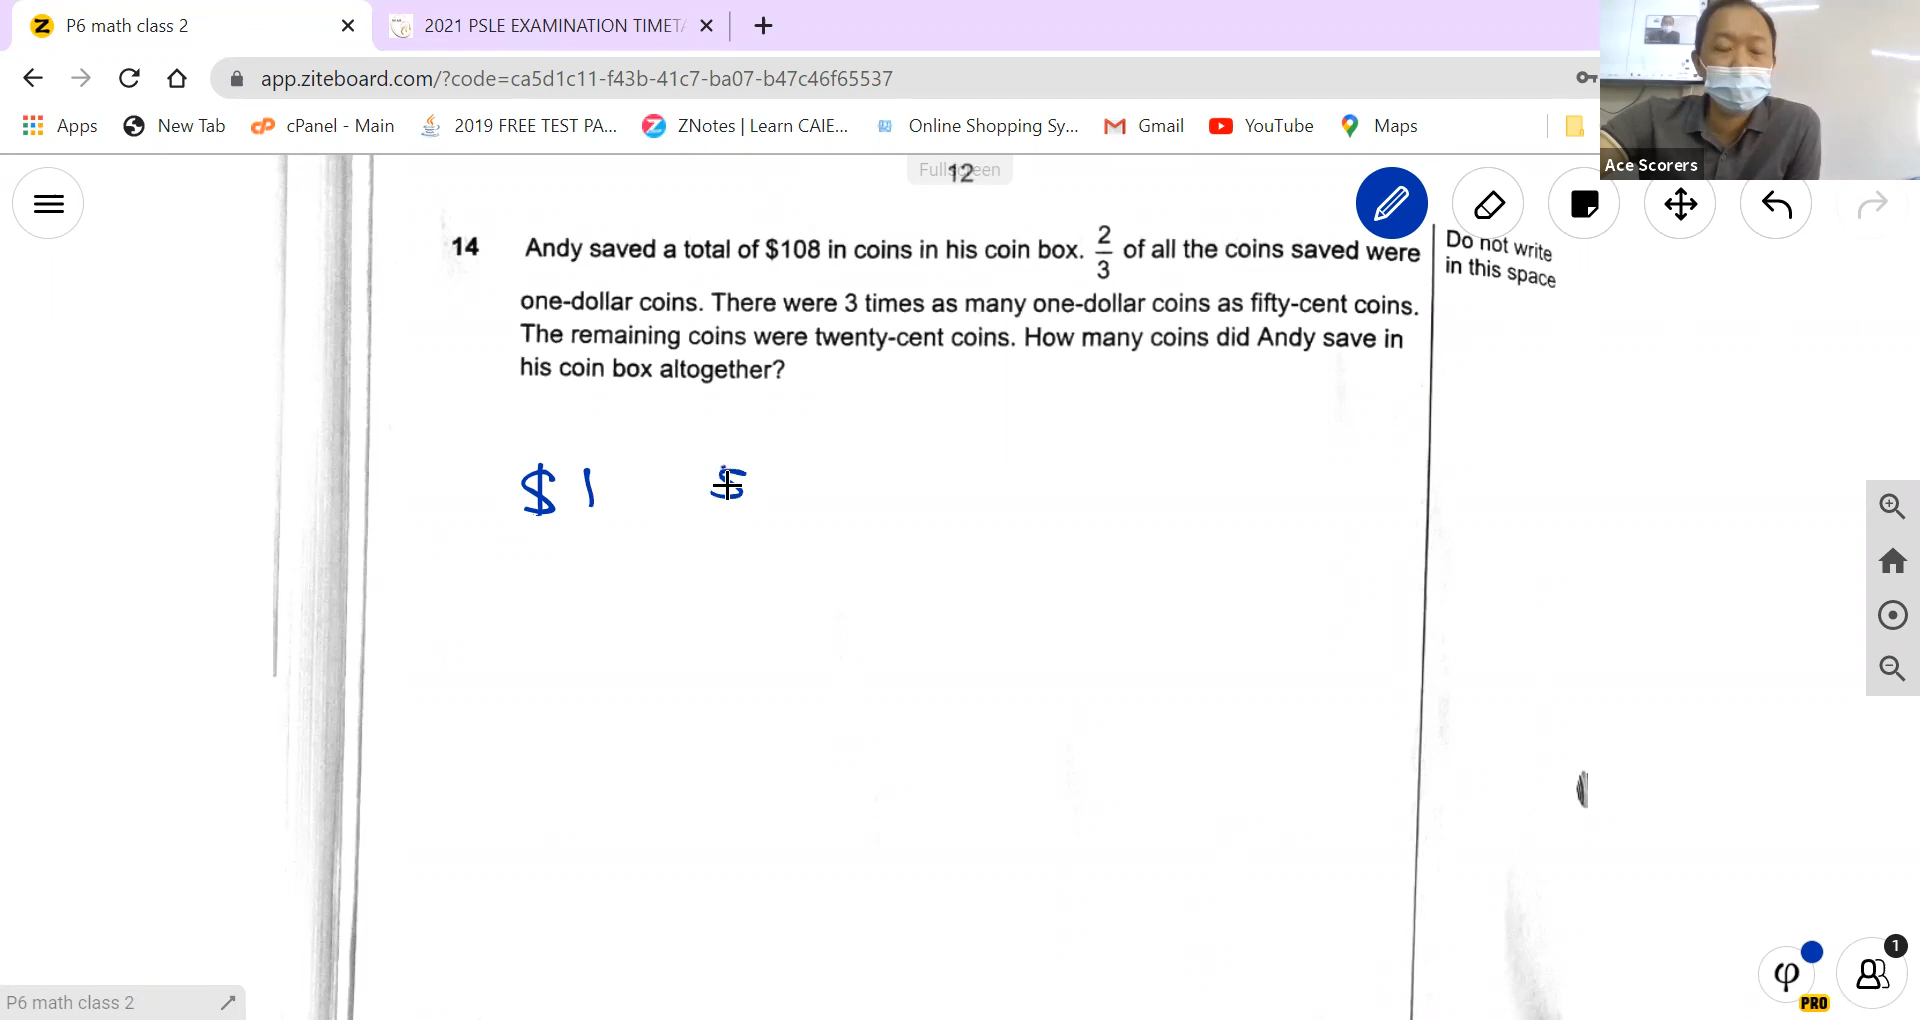 P6 math class 2
2021 PSLE EXAMINATION TIMETA
app.ziteboard.com/?code=ca5d1c11-f43b-41c7-ba07-b47c46f65537
Apps
New Tab
cPanel - Main
2019 FREE TEST PA...
ZNotes | Learn CAIE...
Online Shopping Sy...
Gmail
YouTube
Maps
Ace Scorers
Fullscreen
12
14 Andy saved a total of $108 in coins in his coin box. 2/3 of all the coins saved were
one-dollar coins. There were 3 times as many one-dollar coins as fifty-cent coins.
The remaining coins were twenty-cent coins. How many coins did Andy save in
his coin box altogether?
Do not write
in this space
$1 $
P6 math class 2
1
φ
PRO